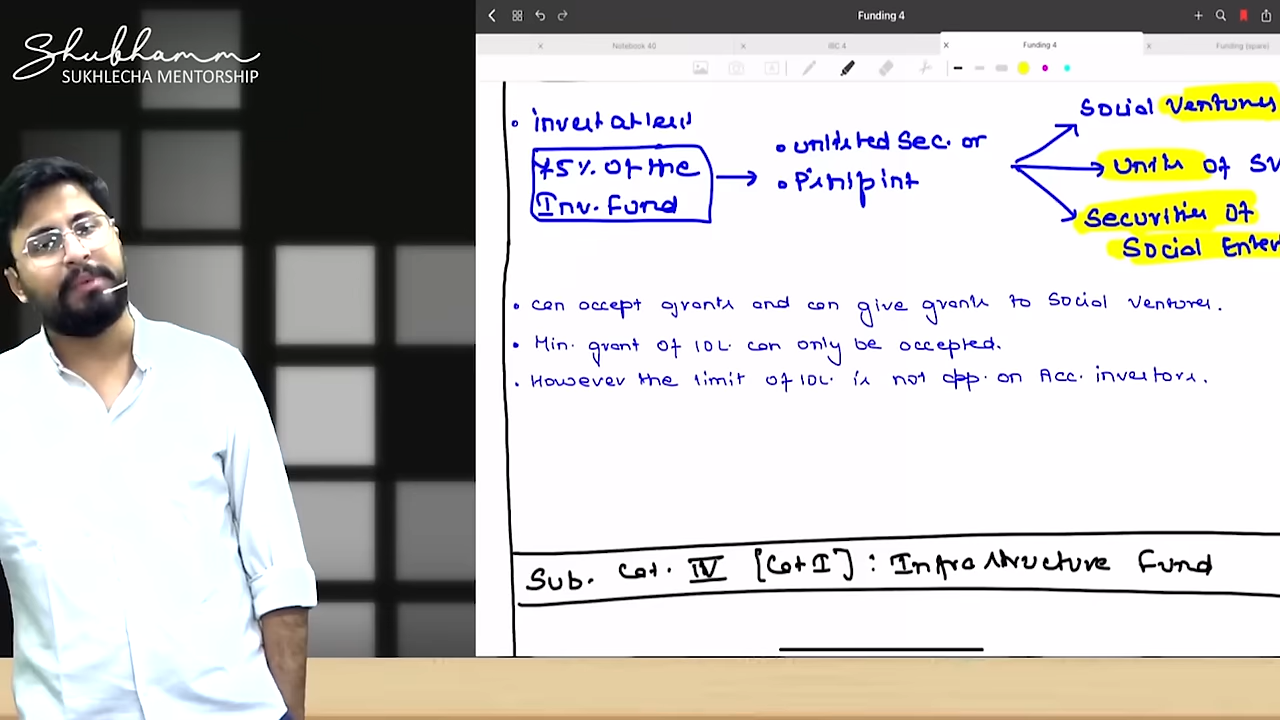 Shubhamm
SUKHLECHA MENTORSHIP
Funding 4
Notebook 40
IBC 4
Funding 4
Funding (spare)
• invest atlest
75% of the
Inv. Fund
• unlisted Sec. or
•
Social Ventures
Units of SV
Securities of
Social Enter
• can accept grants and can give grants to Social Ventures.
• Min. grant of 10L. can only be accepted.
• However the limit of 10L. is not app. on Acc. investors.
Sub. Cat. IV [Cat I] : Infrastructure Fund